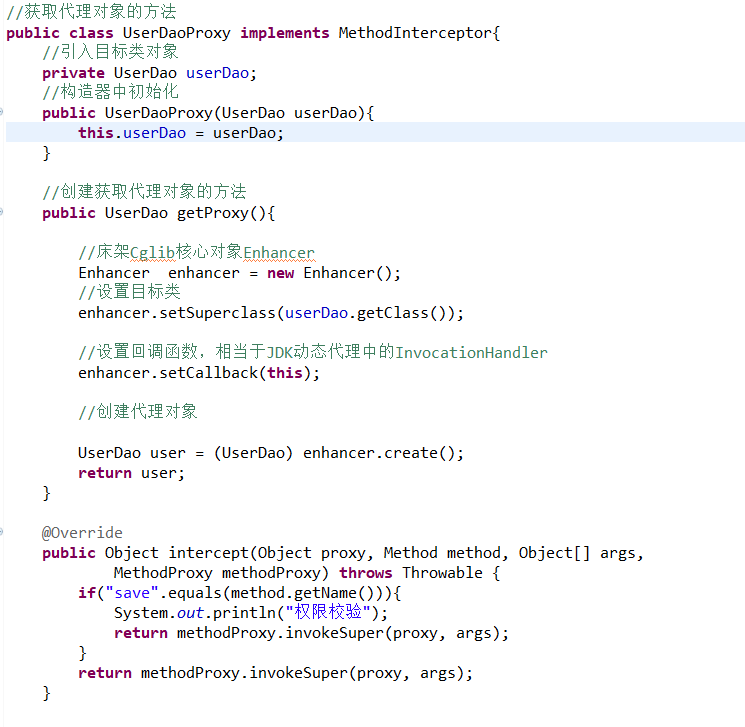 //获取代理对象的方法
public class UserDaoProxy implements MethodInterceptor{
//引入目标类对象
private UserDao userDao;
//构造器中初始化
public UserDaoProxy(UserDao userDao){
this.userDao = userDao;
}
//创建获取代理对象的方法
public UserDao getProxy(){
//床架Cglib核心对象Enhancer
Enhancer  enhancer = new Enhancer();
//设置目标类
enhancer.setSuperclass(userDao.getClass());
//设置回调函数，相当于JDK动态代理中的InvocationHandler
enhancer.setCallback(this);
//创建代理对象
UserDao user = (UserDao) enhancer.create();
return user;
}
@Override
public Object intercept(Object proxy, Method method, Object[] args,
MethodProxy methodProxy) throws Throwable {
if("save".equals(method.getName())){
System.out.println("权限校验");
return methodProxy.invokeSuper(proxy, args);
}
return methodProxy.invokeSuper(proxy, args);
}